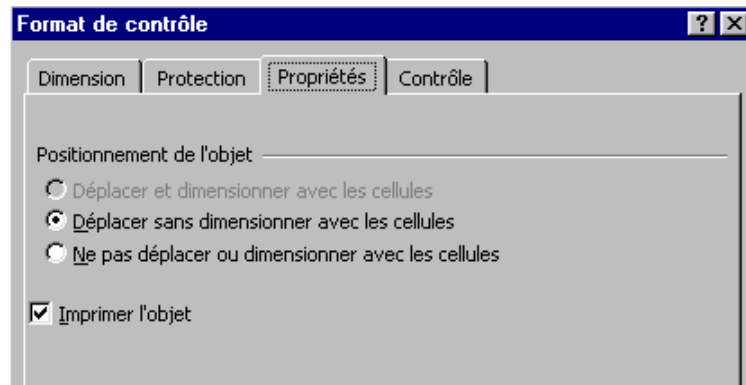 Format de contrôle
Dimension Protection Propriétés Contrôle
Positionnement de l'objet
Déplacer et dimensionner avec les cellules
Déplacer sans dimensionner avec les cellules
Ne pas déplacer ou dimensionner avec les cellules
Imprimer l'objet